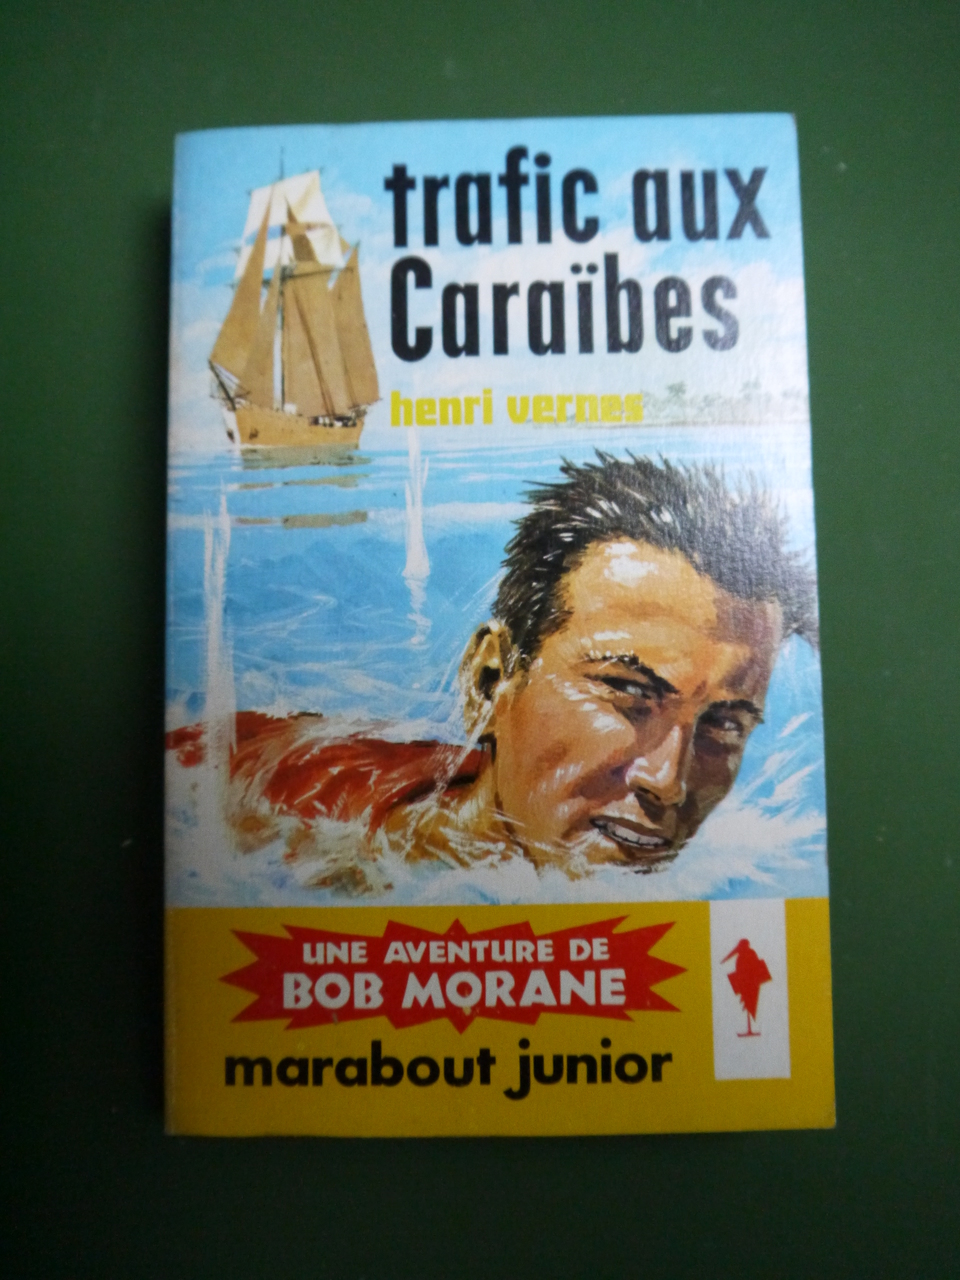 trafic aux
Caraïbes
henri vernes
UNE AVENTURE DE
BOB MORANE
marabout junior